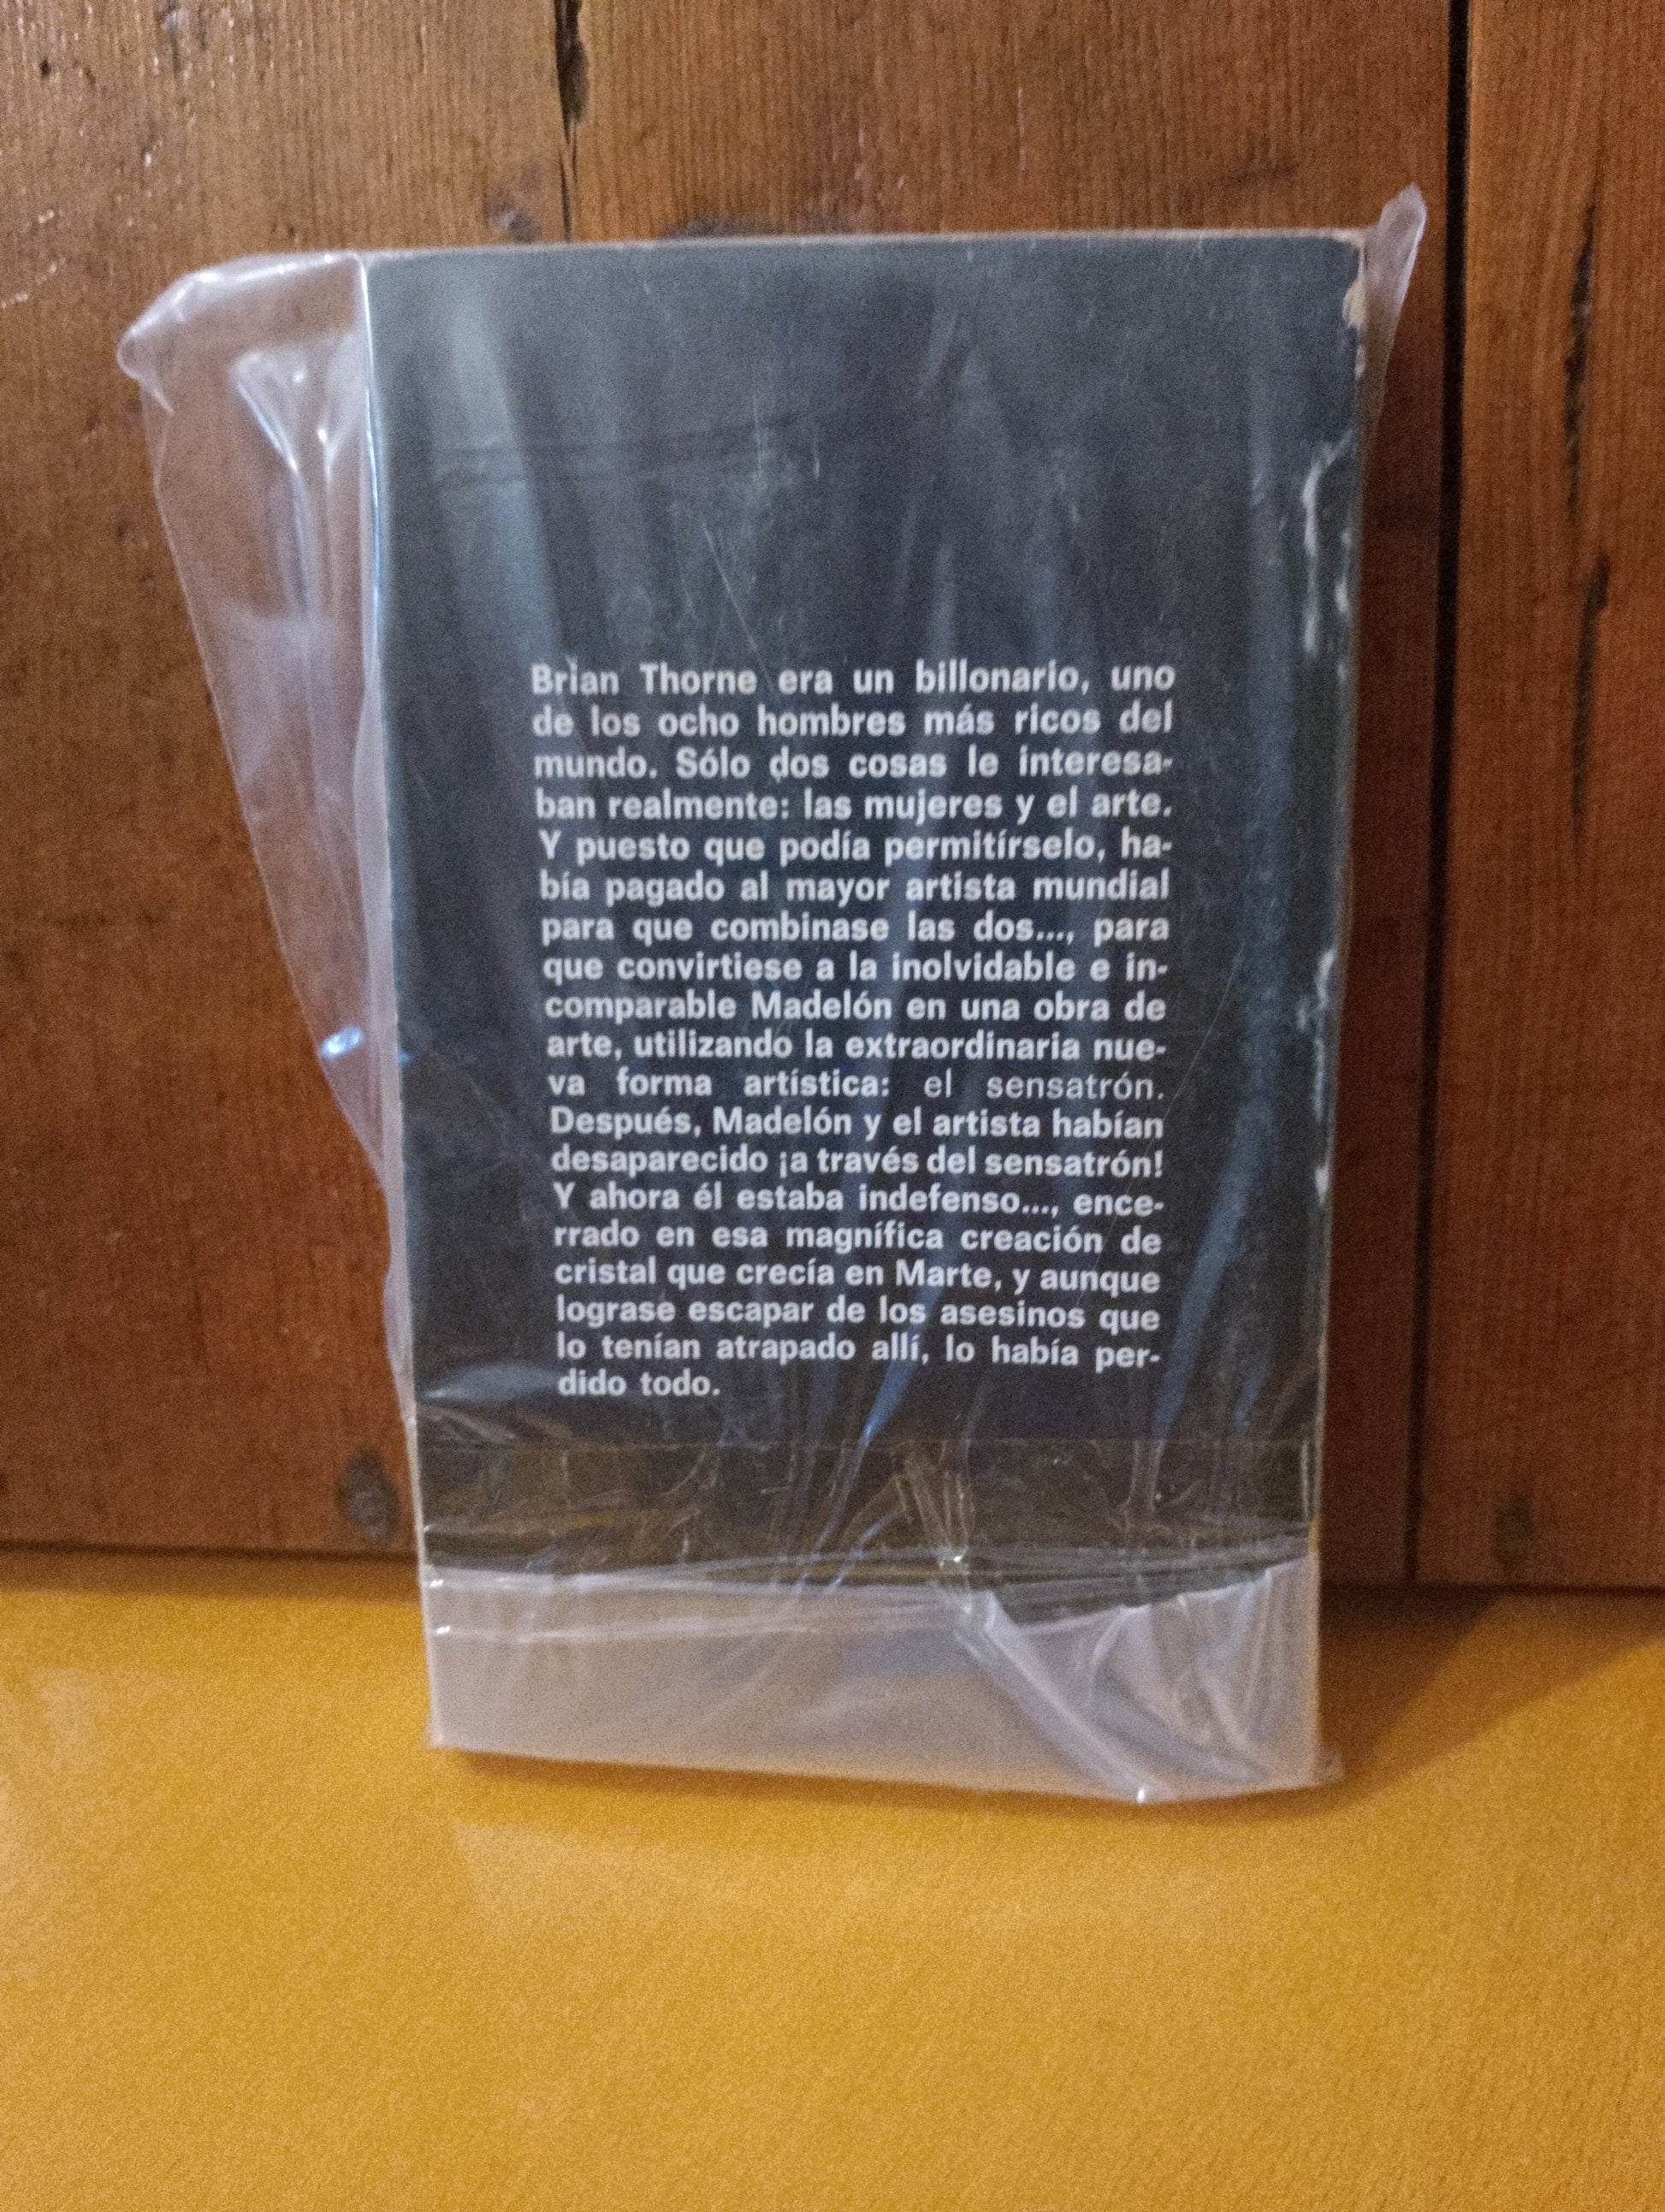 Brian Thorne era un billonario, uno
de los ocho hombres más ricos del
mundo. Sólo dos cosas le interesa-
ban realmente: las mujeres y el arte.
Y puesto que podía permitírselo, ha-
bía pagado al mayor artista mundial
para que combinase las dos..., para
que convirtiese a la inolvidable e in-
comparable Madelón en una obra de
arte, utilizando la extraordinaria nue-
va forma artística: el sensatrón.
Después, Madelón y el artista habían
desaparecido ¡a través del sensatrón!
Y ahora él estaba indefenso..., ence-
rrado en esa magnífica creación de
cristal que crecía en Marte, y aunque
lograse escapar de los asesinos que
lo tenían atrapado allí, lo había per-
dido todo.